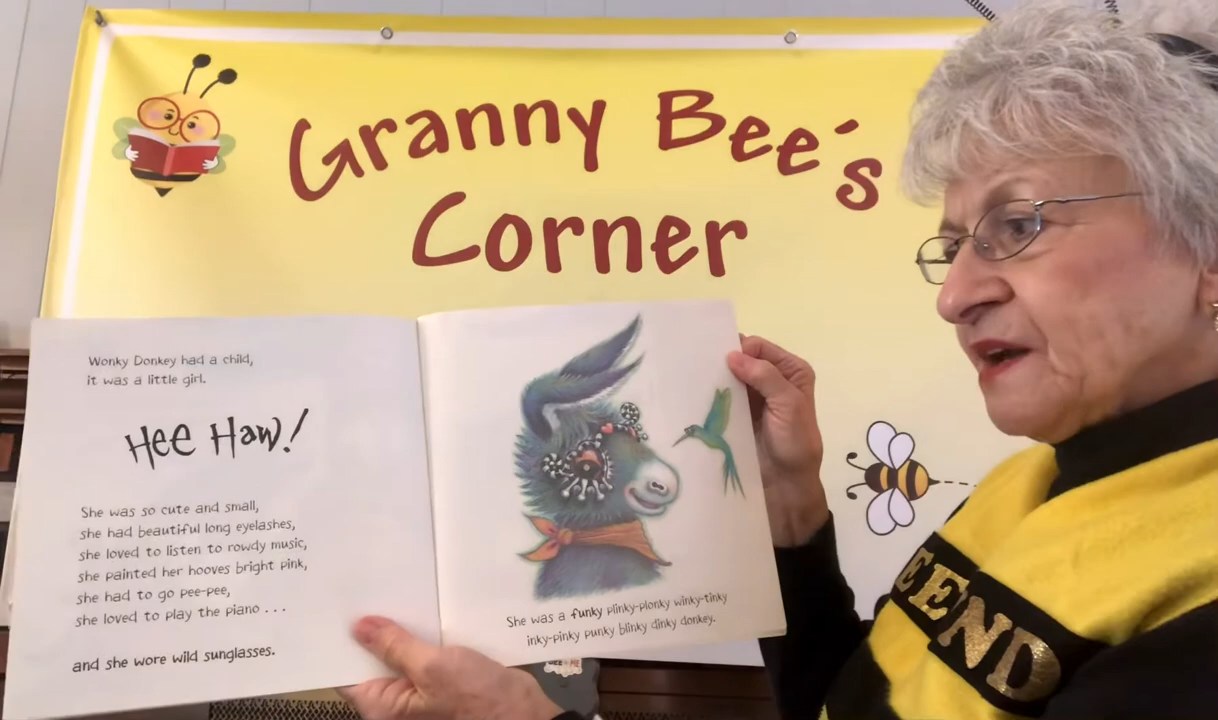 Granny Bee's
Corner
Wonky Donkey had a child,
it was a little girl.
Hee Haw!
She was so cute and small,
she had beautiful long eyelashes,
she loved to listen to rowdy music,
she painted her hooves bright pink,
she had to go pee-pee,
she loved to play the piano . . .
and she wore wild sunglasses.
She was a funky plinky-plonky winky-tinky
inky-pinky punky blinky dinky donkey.
EEND